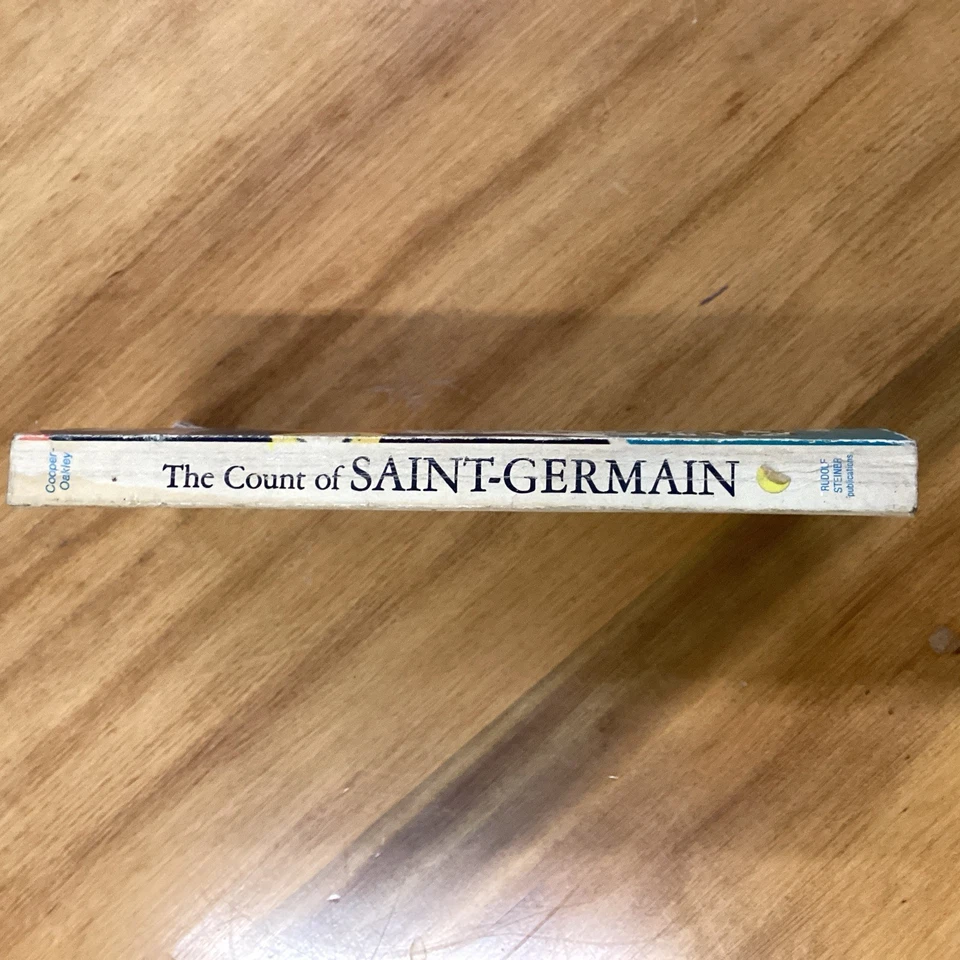 Cooper-
Oakley
The Count of SAINT-GERMAIN
RUDOLF
STEINER
publications